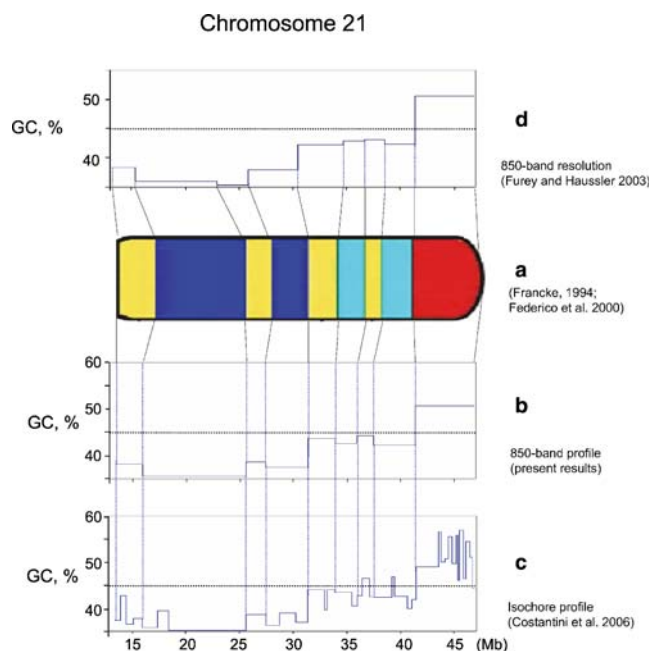 Chromosome 21
50
GC, %
40
d
850-band resolution
(Furey and Haussler 2003)
a
(Francke, 1994;
Federico et al. 2000)
60
50
GC, %
40
b
850-band profile
(present results)
60
50
GC, %
40
c
Isochore profile
(Costantini et al. 2006)
15 20 25 30 35 40 45 (Mb)